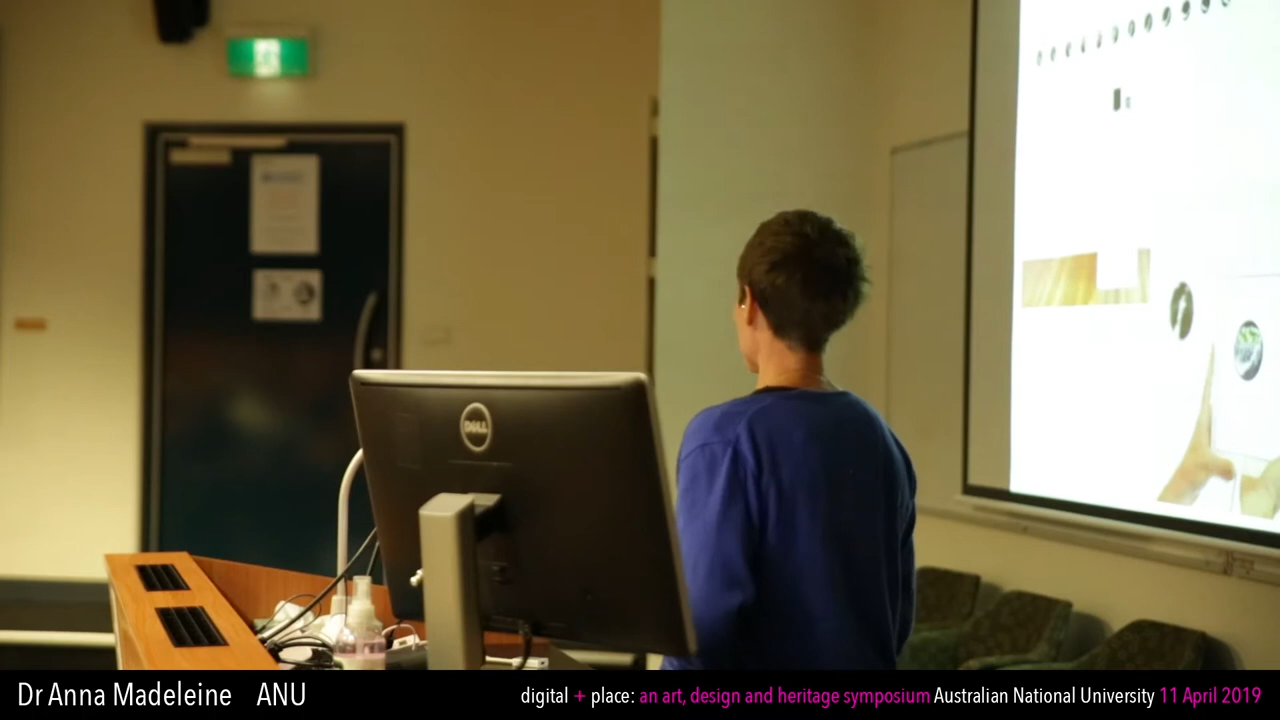 DELL
Dr Anna Madeleine ANU
digital + place: an art, design and heritage symposium Australian National University 11 April 2019